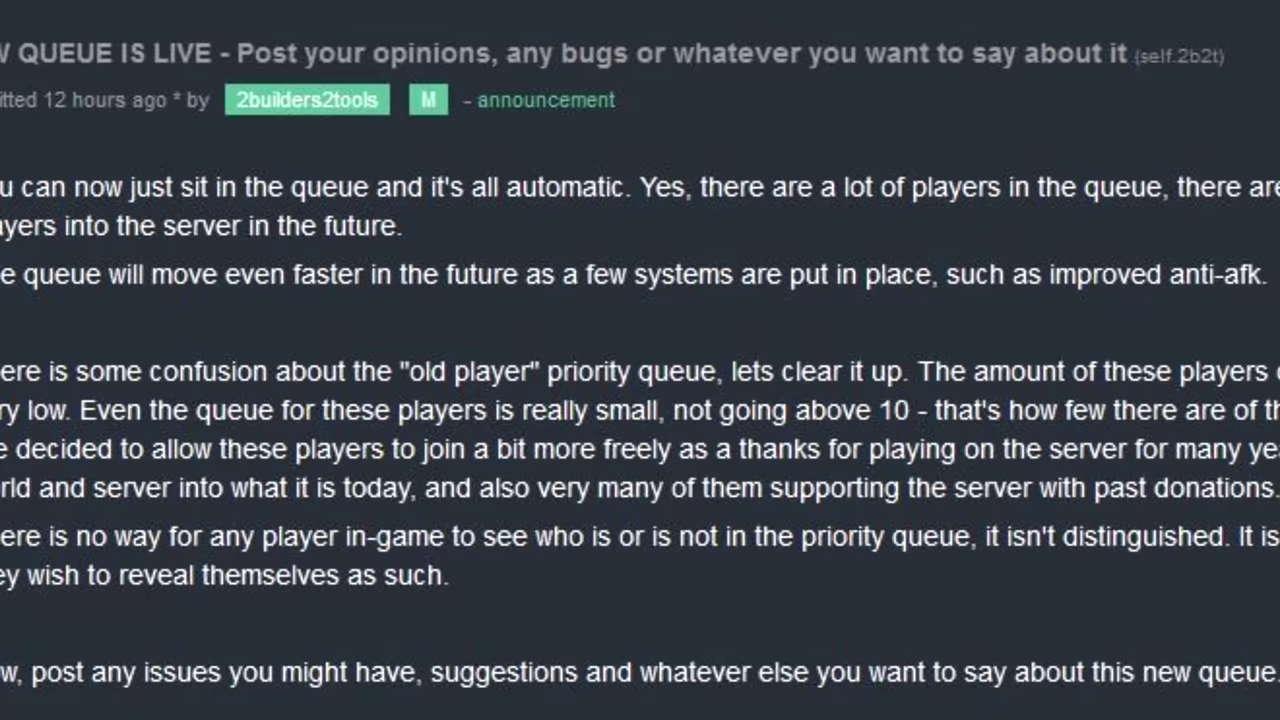 QUEUE IS LIVE - Post your opinions, any bugs or whatever you want to say about it (self.2b2t)
itted 12 hours ago * by 2builders2tools M - announcement
u can now just sit in the queue and it's all automatic. Yes, there are a lot of players in the queue, there are
ayers into the server in the future.
e queue will move even faster in the future as a few systems are put in place, such as improved anti-afk.
ere is some confusion about the "old player" priority queue, lets clear it up. The amount of these players
ry low. Even the queue for these players is really small, not going above 10 - that's how few there are of th
e decided to allow these players to join a bit more freely as a thanks for playing on the server for many yea
rld and server into what it is today, and also very many of them supporting the server with past donations.
ere is no way for any player in-game to see who is or is not in the priority queue, it isn't distinguished. It is
ey wish to reveal themselves as such.
w, post any issues you might have, suggestions and whatever else you want to say about this new queue.